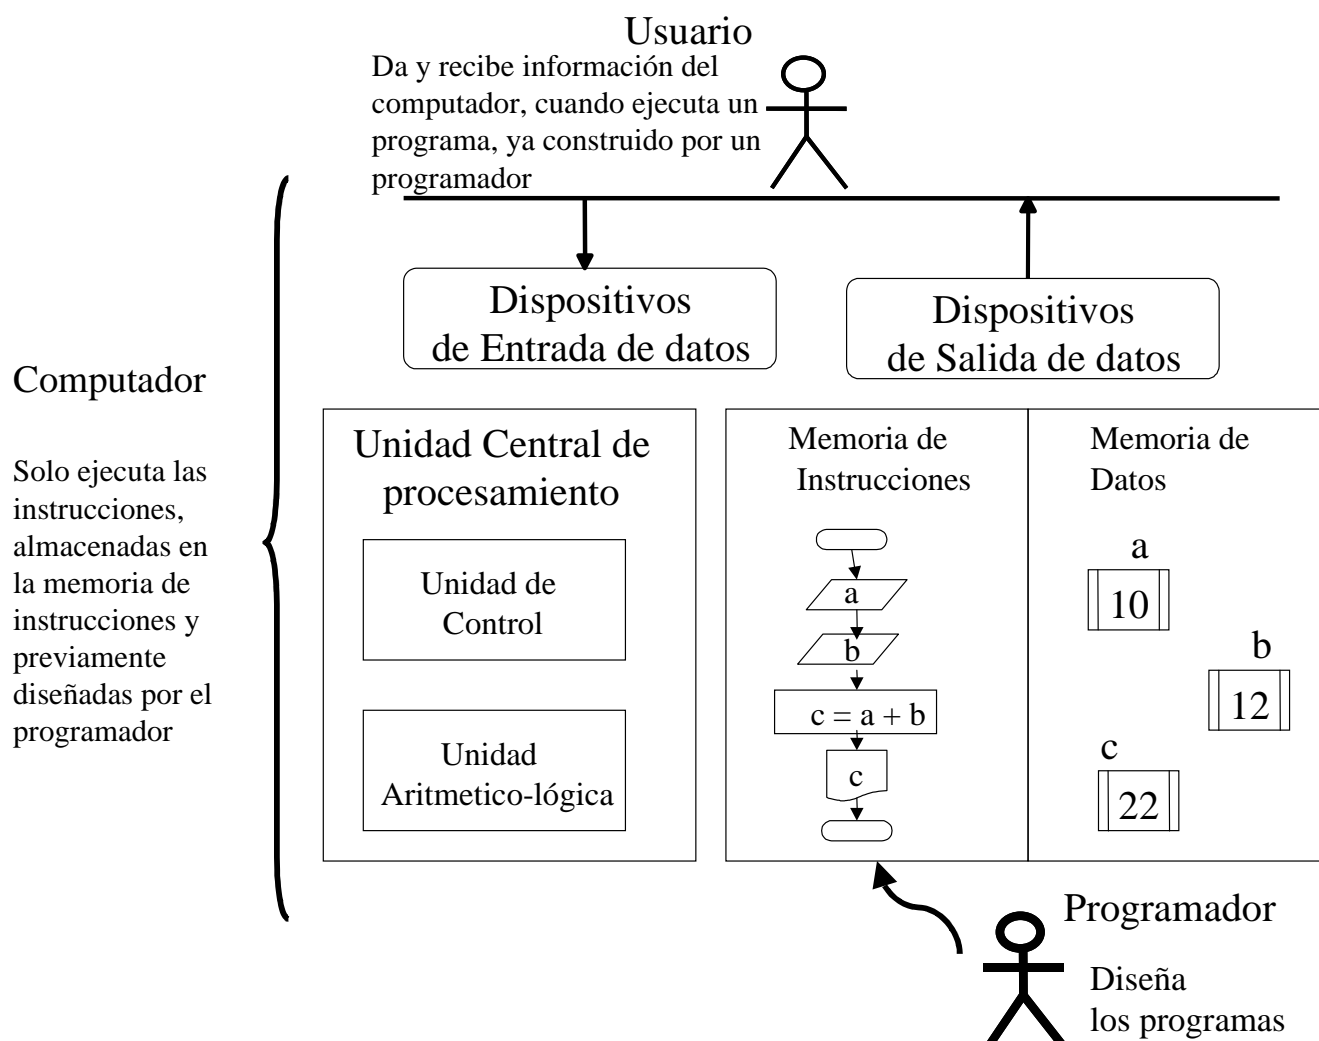 Usuario
Da y recibe información del
computador, cuando ejecuta un
programa, ya construido por un
programador
Dispositivos
de Entrada de datos
Dispositivos
de Salida de datos
Computador
Solo ejecuta las
instrucciones,
almacenadas en
la memoria de
instrucciones y
previamente
diseñadas por el
programador
Unidad Central de
procesamiento
Unidad de
Control
Unidad
Aritmetico-lógica
Memoria de
Instrucciones
a
b
c = a + b
c
Memoria de
Datos
a
10
b
12
c
22
Programador
Diseña
los programas